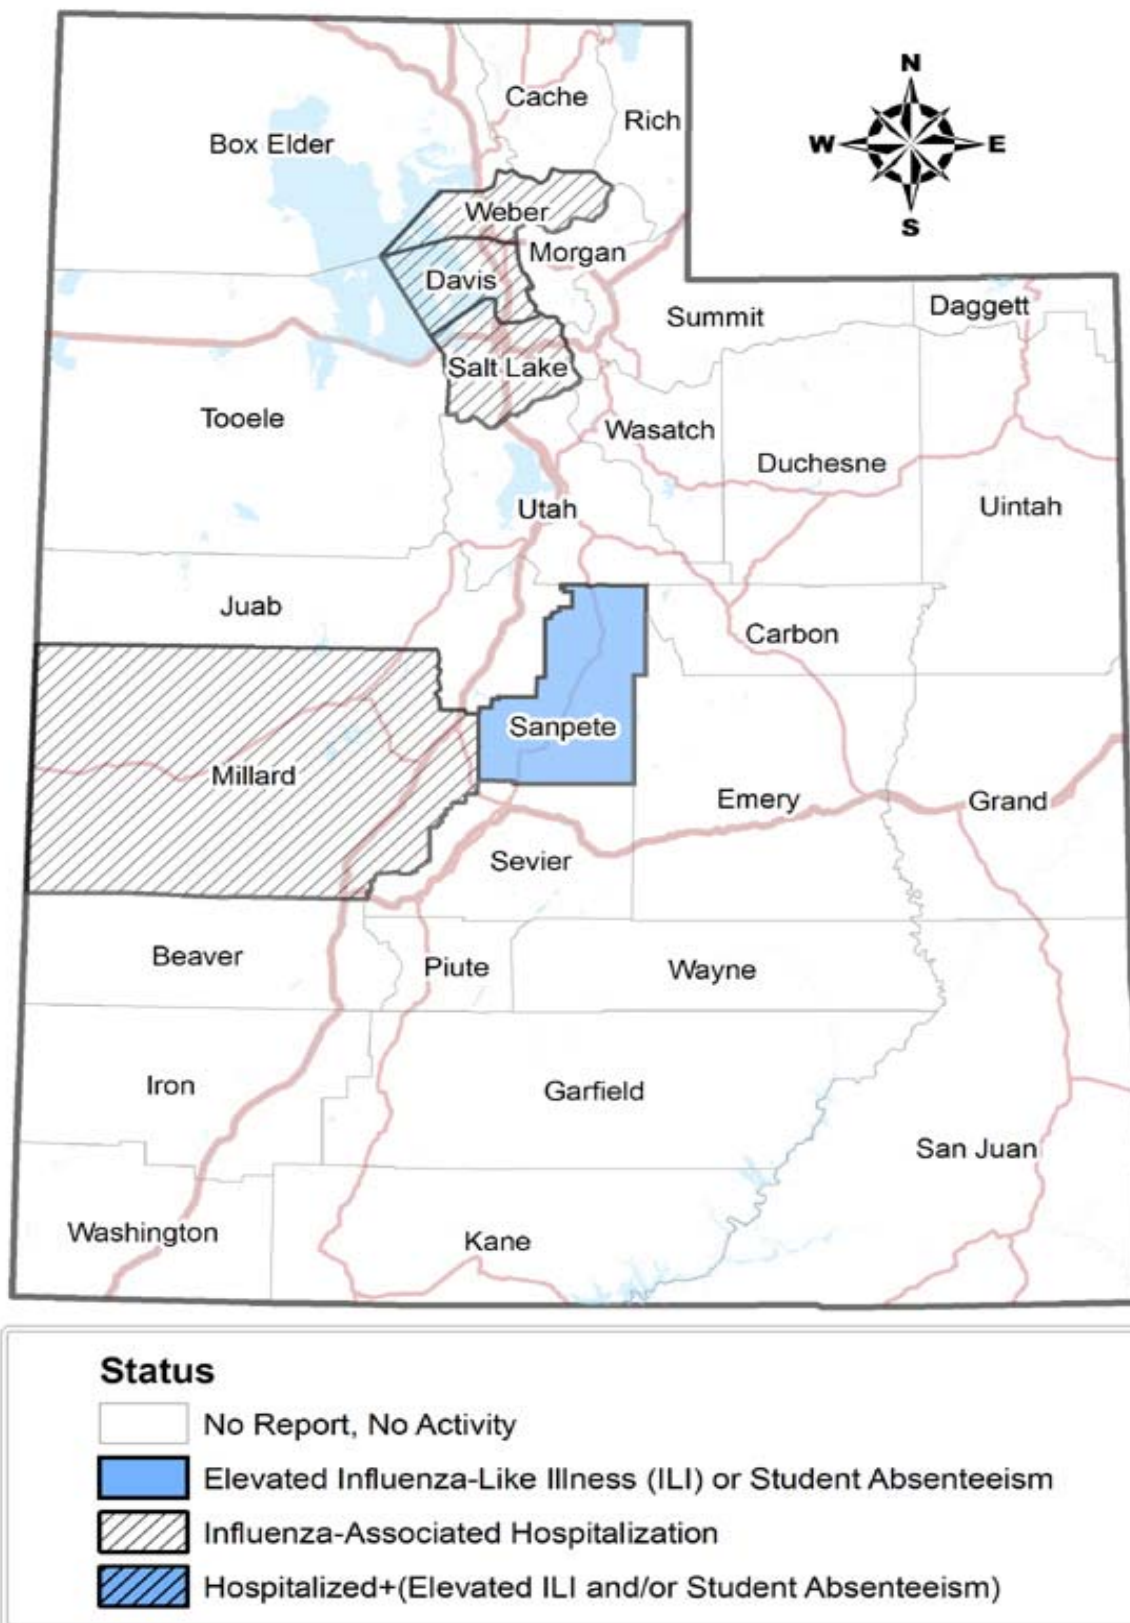 N
W E
S
Cache
Rich
Box Elder
Weber
Morgan
Davis
Summit
Daggett
Salt Lake
Tooele
Wasatch
Duchesne
Utah
Uintah
Juab
Carbon
Sanpete
Millard
Emery
Grand
Sevier
Beaver
Piute
Wayne
Iron
Garfield
San Juan
Washington
Kane
Status
No Report, No Activity
Elevated Influenza-Like Illness (ILI) or Student Absenteeism
Influenza-Associated Hospitalization
Hospitalized+(Elevated ILI and/or Student Absenteeism)